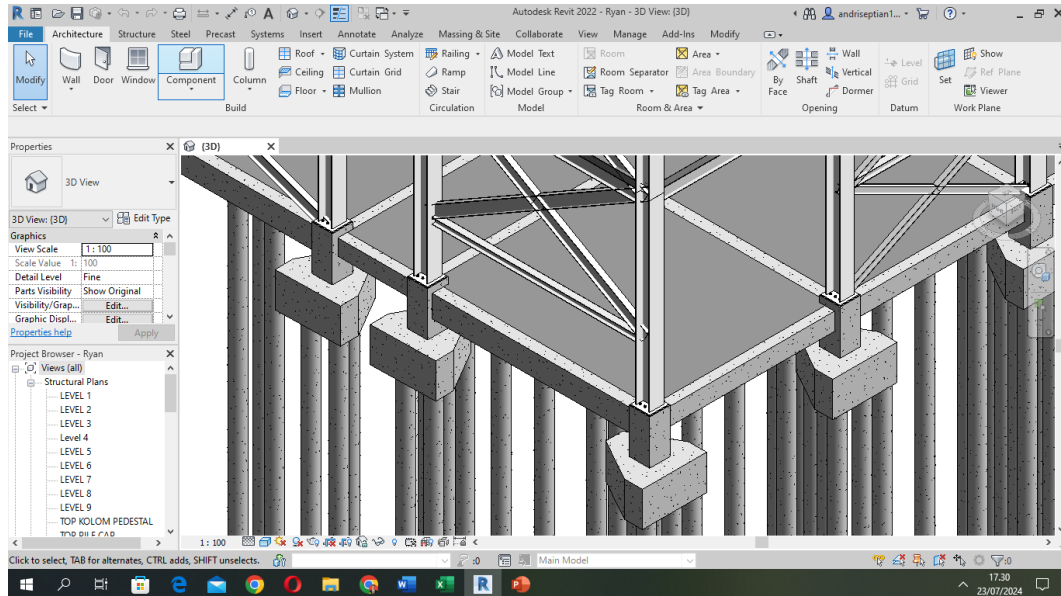 Autodesk Revit 2022 - Ryan - 3D View: {3D}
andriseptian1...
File Architecture Structure Steel Precast Systems Insert Annotate Analyze Massing & Site Collaborate View Manage Add-Ins Modify
Modify
Wall
Door
Window
Component
Column
Roof
Ceiling
Floor
Curtain System
Curtain Grid
Mullion
Railing
Ramp
Stair
Model Text
Model Line
Model Group
Room
Room Separator
Tag Room
Area
Area Boundary
Tag Area
By Face
Shaft
Wall
Vertical
Dormer
Level
Grid
Set
Show
Ref Plane
Viewer
Select
Build
Circulation
Model
Room & Area
Opening
Datum
Work Plane
Properties
{3D}
3D View
3D View: {3D}
Edit Type
Graphics
View Scale 1 : 100
Scale Value 1: 100
Detail Level Fine
Parts Visibility Show Original
Visibility/Grap... Edit...
Graphic Displ... Edit...
Properties help
Apply
Project Browser - Ryan
Views (all)
Structural Plans
LEVEL 1
LEVEL 2
LEVEL 3
Level 4
LEVEL 5
LEVEL 6
LEVEL 7
LEVEL 8
LEVEL 9
TOP KOLOM PEDESTAL
TOP PILE CAP
1 : 100
Click to select, TAB for alternates, CTRL adds, SHIFT unselects.
:0
Main Model
:0
17.30
23/07/2024